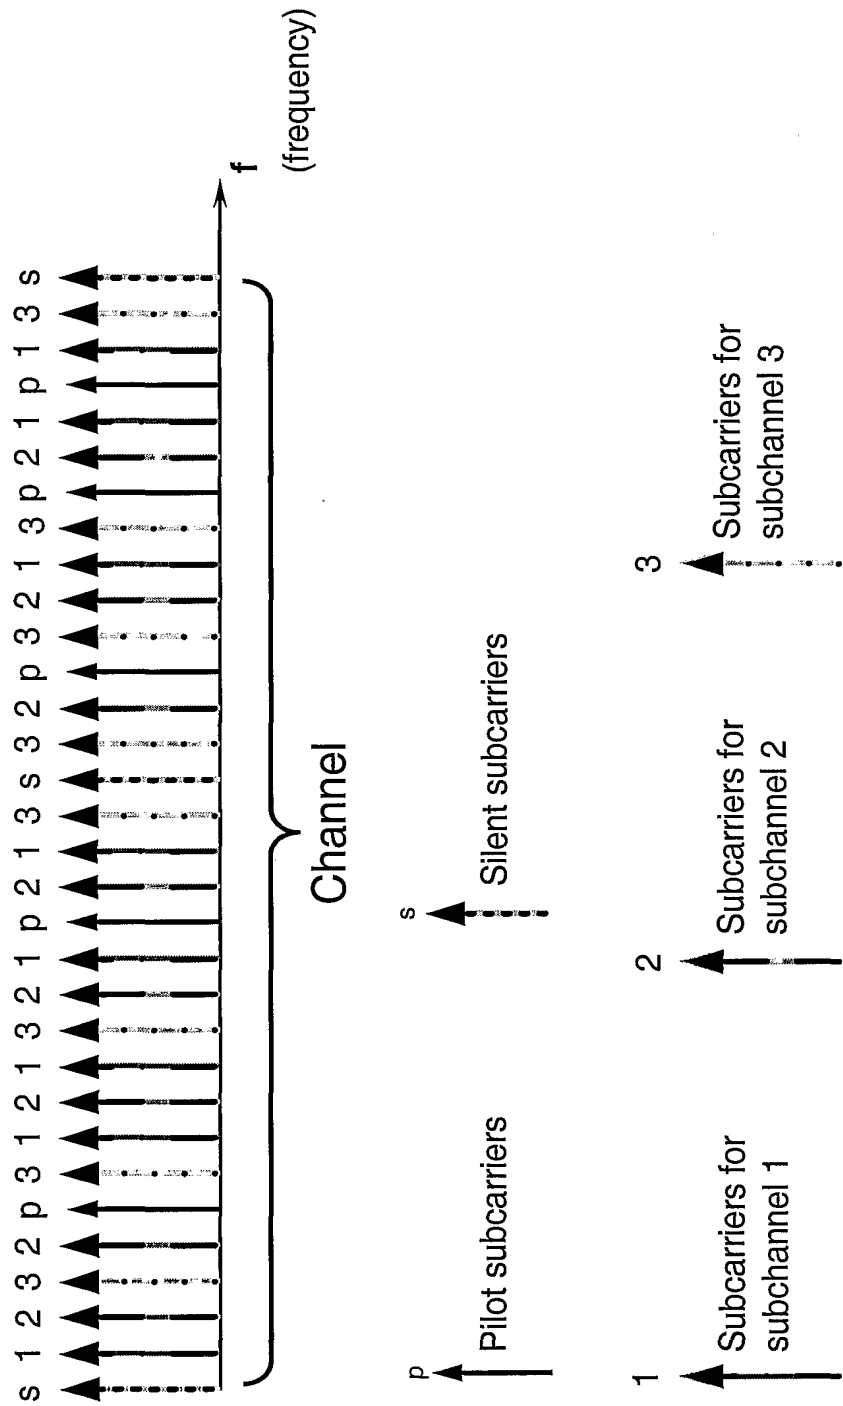 s 1 2 3 2 p 3 1 2 1 3 2 1 p 2 1 3 s 3 2 p 3 2 1 3 p 2 1 p 1 3 s
f
(frequency)
Channel
p
Pilot subcarriers
s
Silent subcarriers
1
Subcarriers for
subchannel 1
2
Subcarriers for
subchannel 2
3
Subcarriers for
subchannel 3